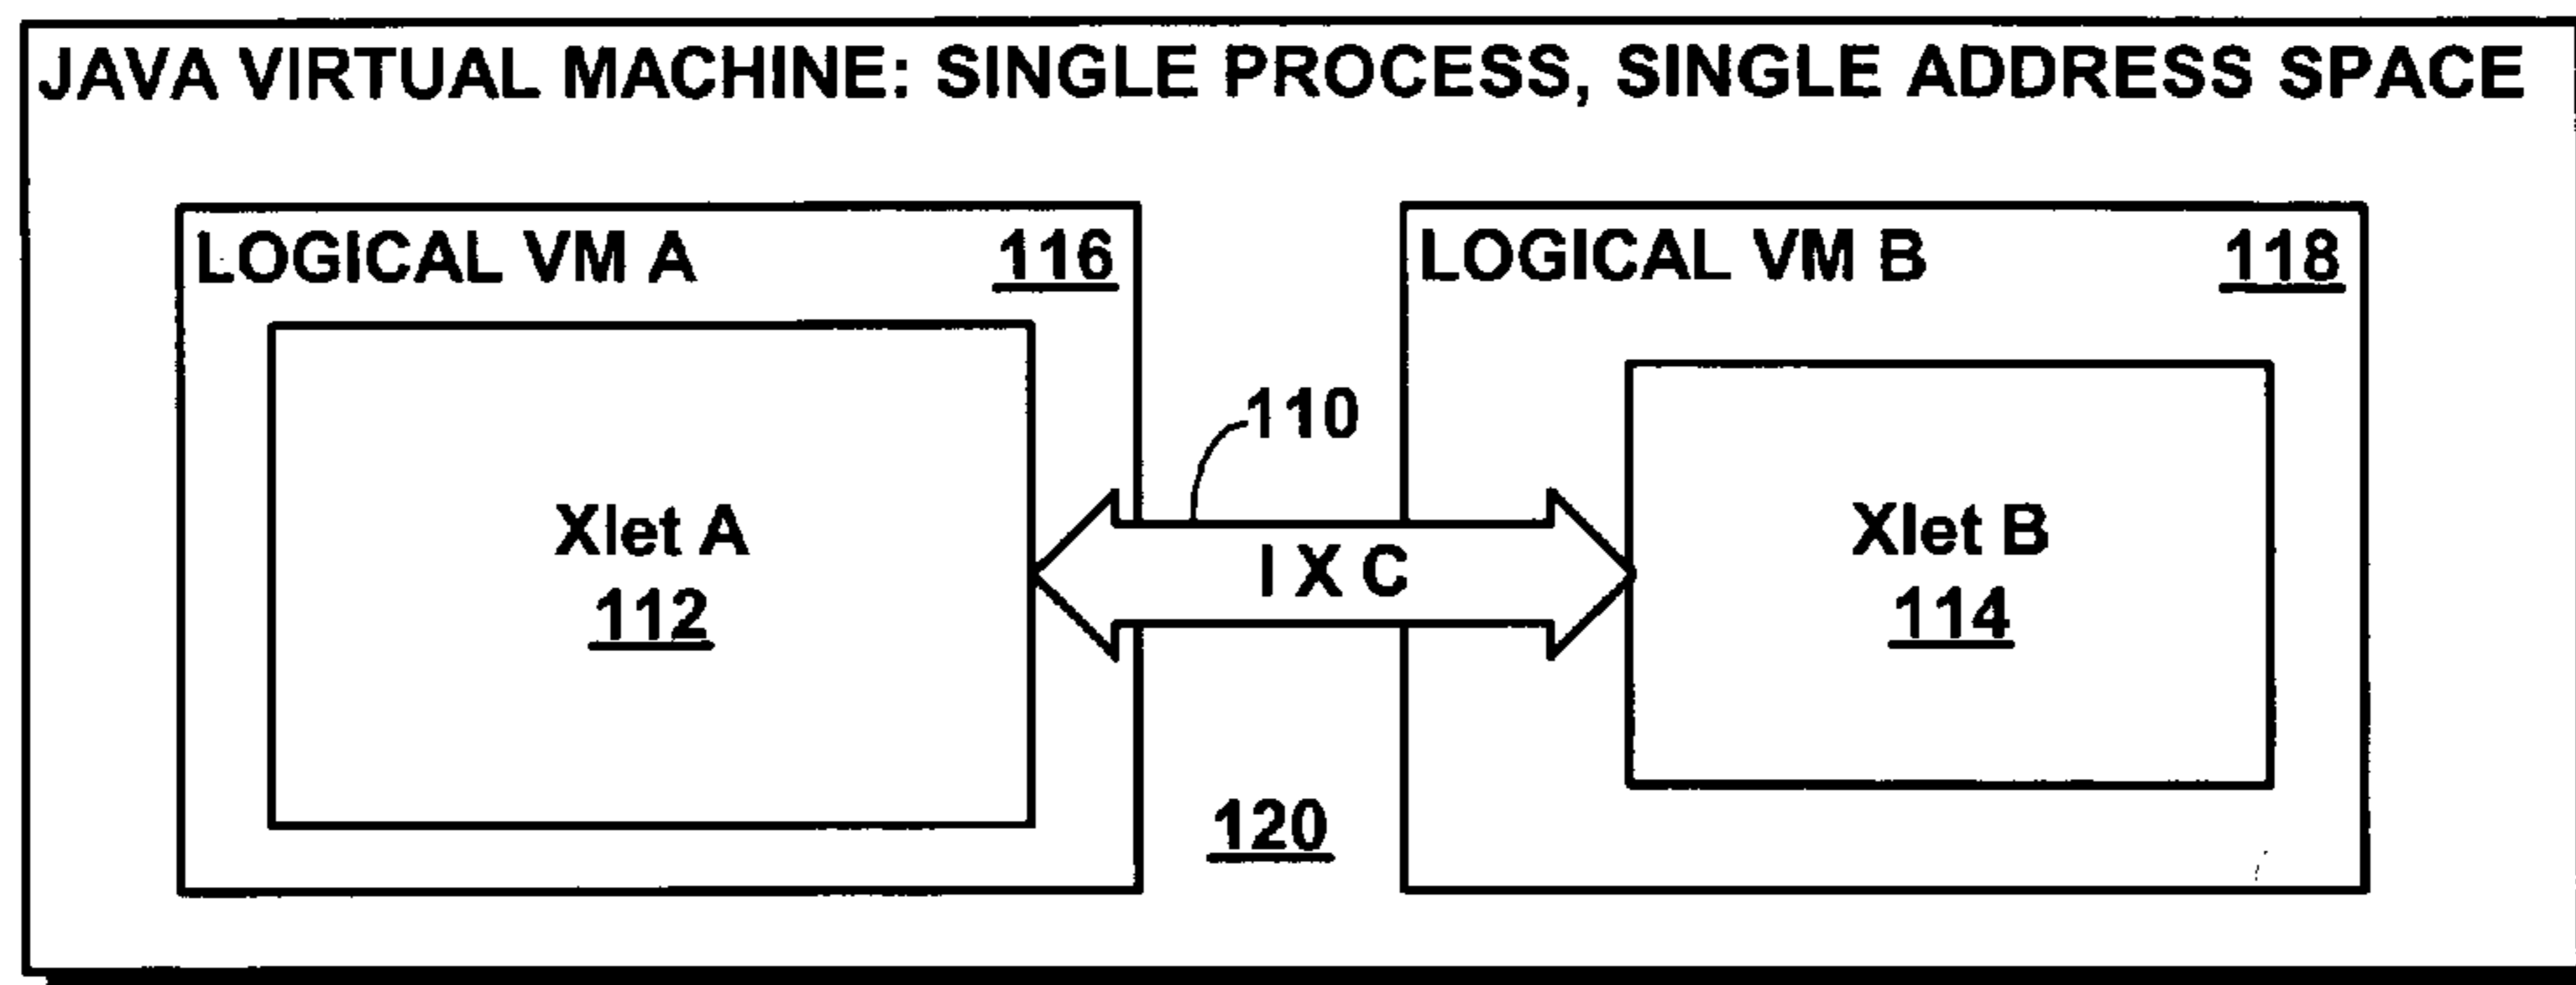 JAVA VIRTUAL MACHINE: SINGLE PROCESS, SINGLE ADDRESS SPACE
LOGICAL VM A 116
LOGICAL VM B 118
110
Xlet A
112
I X C
Xlet B
114
120